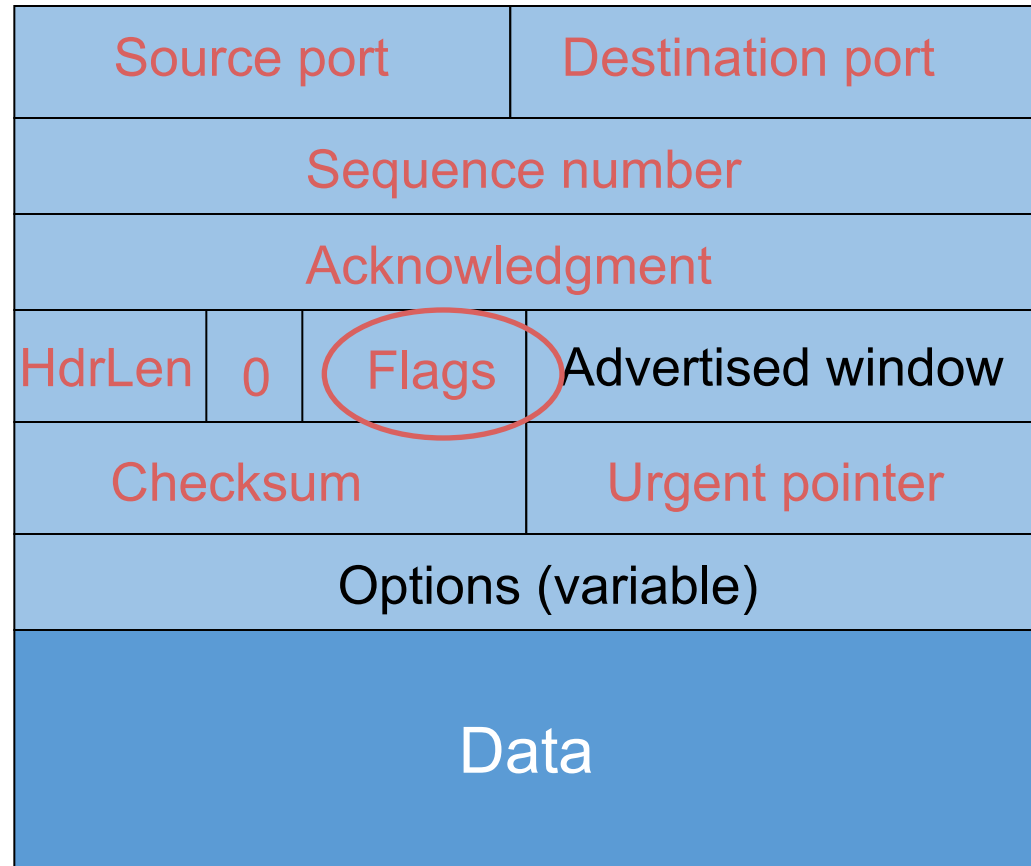 Source port Destination port
Sequence number
Acknowledgment
HdrLen 0 Flags Advertised window
Checksum Urgent pointer
Options (variable)
Data